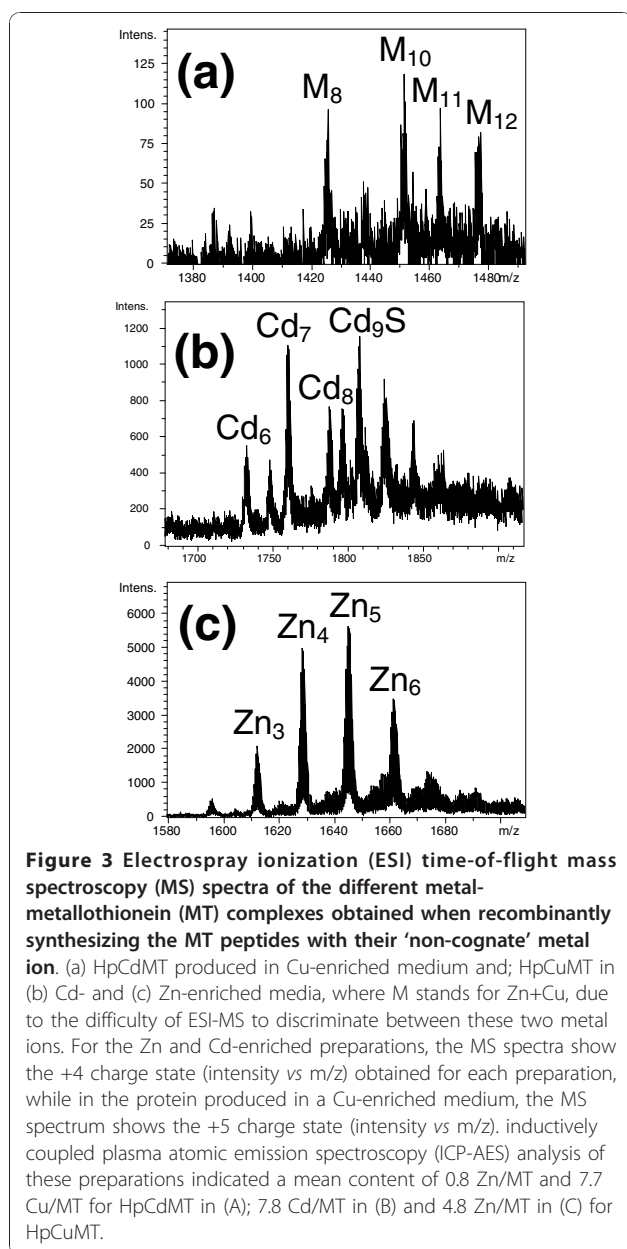 Intens.
(a)
M8
M10
M11
M12
125
100
75
50
25
0
1380 1400 1420 1440 1460 1480 m/z
Intens.
(b)
Cd6
Cd7
Cd8
Cd9S
1200
1000
800
600
400
200
0
1700 1750 1800 1850 m/z
Intens.
(c)
Zn3
Zn4
Zn5
Zn6
6000
5000
4000
3000
2000
1000
0
1580 1600 1620 1640 1660 1680 m/z
Figure 3 Electrospray ionization (ESI) time-of-flight mass
spectroscopy (MS) spectra of the different metal-
metallothionein (MT) complexes obtained when recombinantly
synthesizing the MT peptides with their 'non-cognate' metal
ion. (a) HpCdMT produced in Cu-enriched medium and; HpCuMT in
(b) Cd- and (c) Zn-enriched media, where M stands for Zn+Cu, due
to the difficulty of ESI-MS to discriminate between these two metal
ions. For the Zn and Cd-enriched preparations, the MS spectra show
the +4 charge state (intensity vs m/z) obtained for each preparation,
while in the protein produced in a Cu-enriched medium, the MS
spectrum shows the +5 charge state (intensity vs m/z). inductively
coupled plasma atomic emission spectroscopy (ICP-AES) analysis of
these preparations indicated a mean content of 0.8 Zn/MT and 7.7
Cu/MT for HpCdMT in (A); 7.8 Cd/MT in (B) and 4.8 Zn/MT in (C) for
HpCuMT.